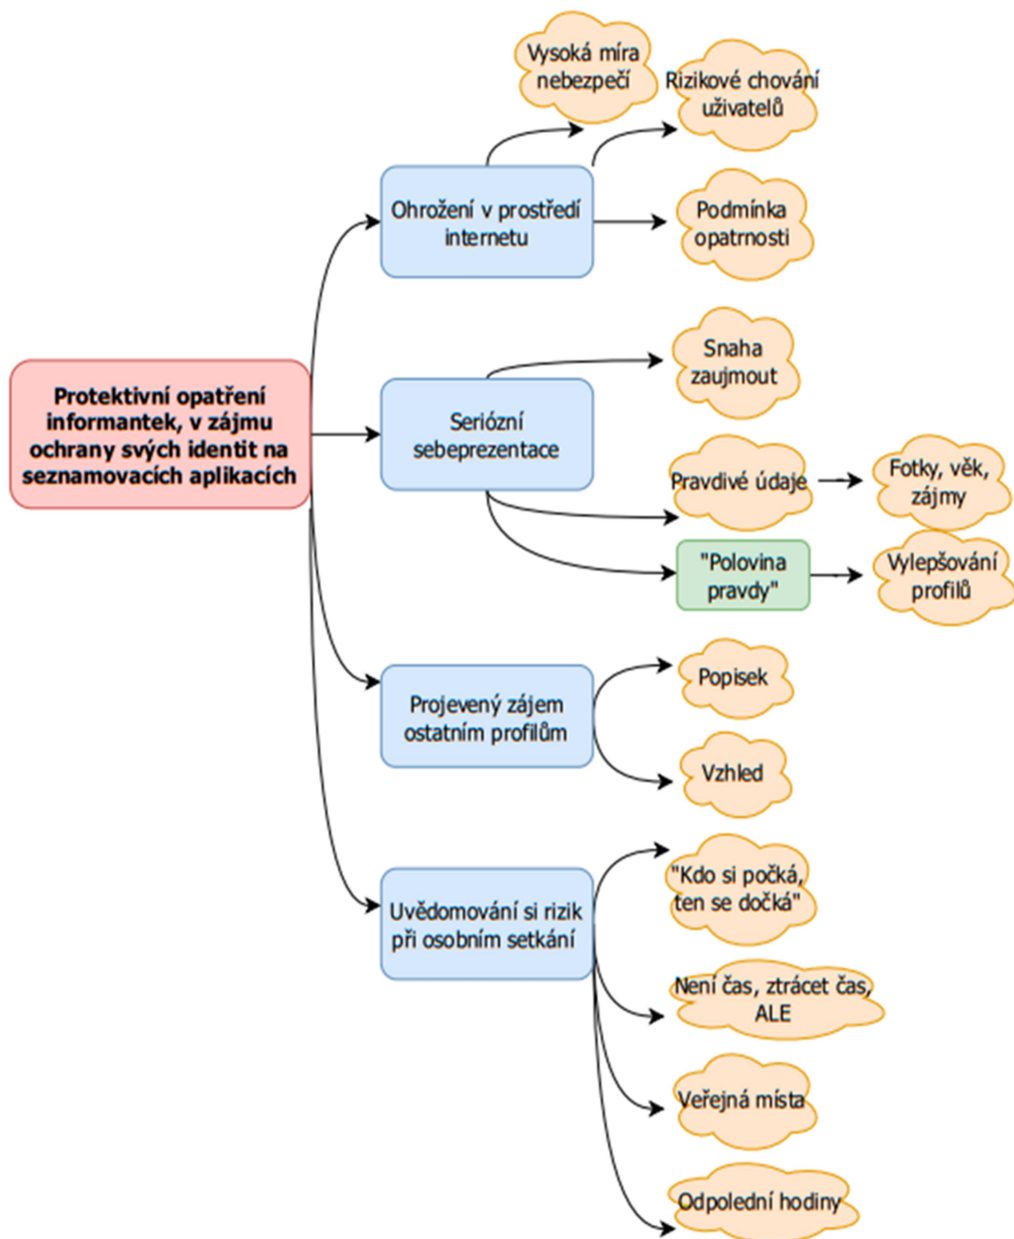 Vysoká míra
nebezpečí
Rizikové chování
uživatelů
Ohrožení v prostředí
internetu
Podmínka
opatrnosti
Protektivní opatření
informantek, v zájmu
ochrany svých identit na
seznamovacích aplikacích
Seriózní
sebeprezentace
Snaha
zaujmout
Pravdivé údaje
Fotky, věk,
zájmy
"Polovina
pravdy"
Vylepšování
profilů
Projevený zájem
ostatním profilům
Popisek
Vzhled
Uvědomování si rizik
při osobním setkání
"Kdo si počká,
ten se dočká"
Není čas, ztrácet čas,
ALE
Veřejná místa
Odpolední hodiny